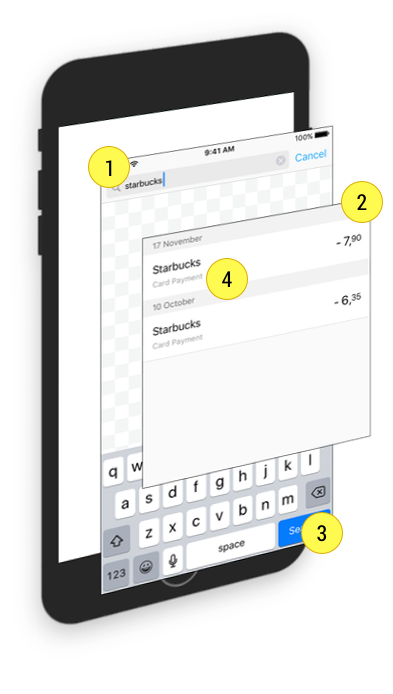 1
9:41 AM
100%
starbucks
Cancel
2
17 November
Starbucks
-7,90
Card Payment
4
10 October
Starbucks
-6,35
Card Payment
q w
a s d f g h j k l
z x c v b n m
123
space
3